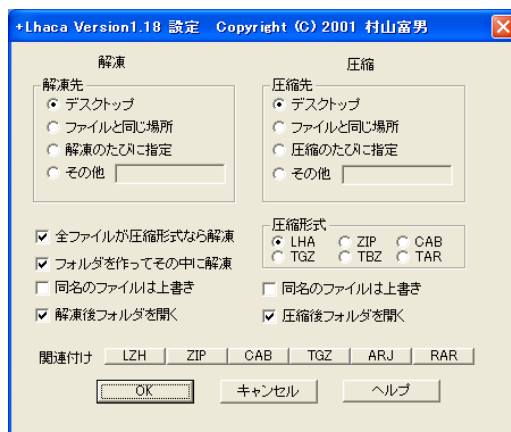 +Lhaca Version1.18 設定 Copyright (C) 2001 村山富男
解凍
圧縮
解凍先
デスクトップ
ファイルと同じ場所
解凍のたびに指定
その他
圧縮先
デスクトップ
ファイルと同じ場所
圧縮のたびに指定
その他
全ファイルが圧縮形式なら解凍
フォルダを作ってその中に解凍
同名のファイルは上書き
解凍後フォルダを開く
圧縮形式
LHA ZIP CAB
TGZ TBZ TAR
同名のファイルは上書き
圧縮後フォルダを開く
関連付け LZH ZIP CAB TGZ ARJ RAR
OK キャンセル ヘルプ